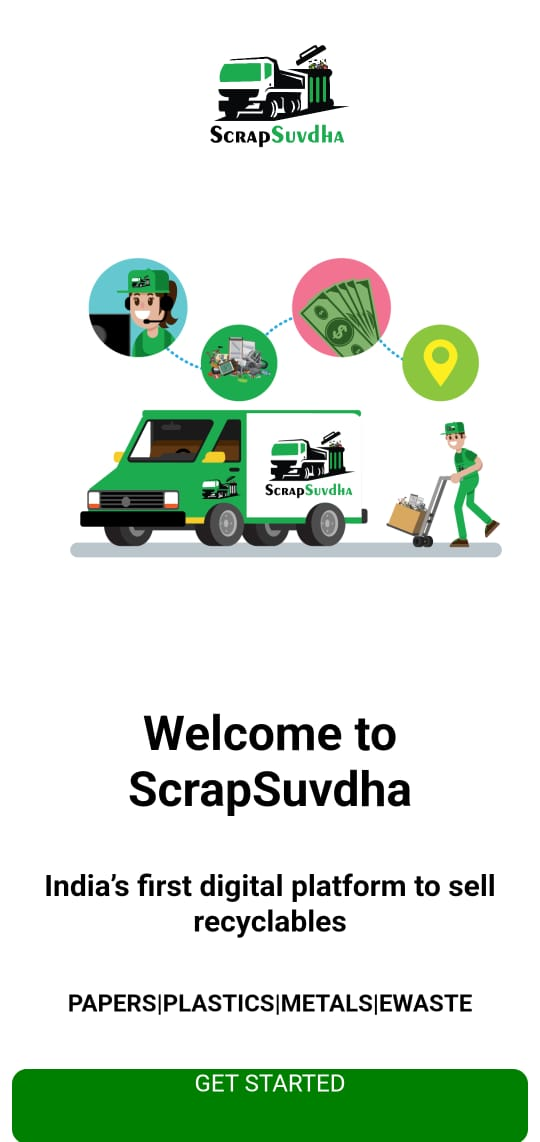 ScrapSuvdha
ScrapSuvdha
Welcome to
ScrapSuvdha
India’s first digital platform to sell
recyclables
PAPERS|PLASTICS|METALS|EWASTE
GET STARTED